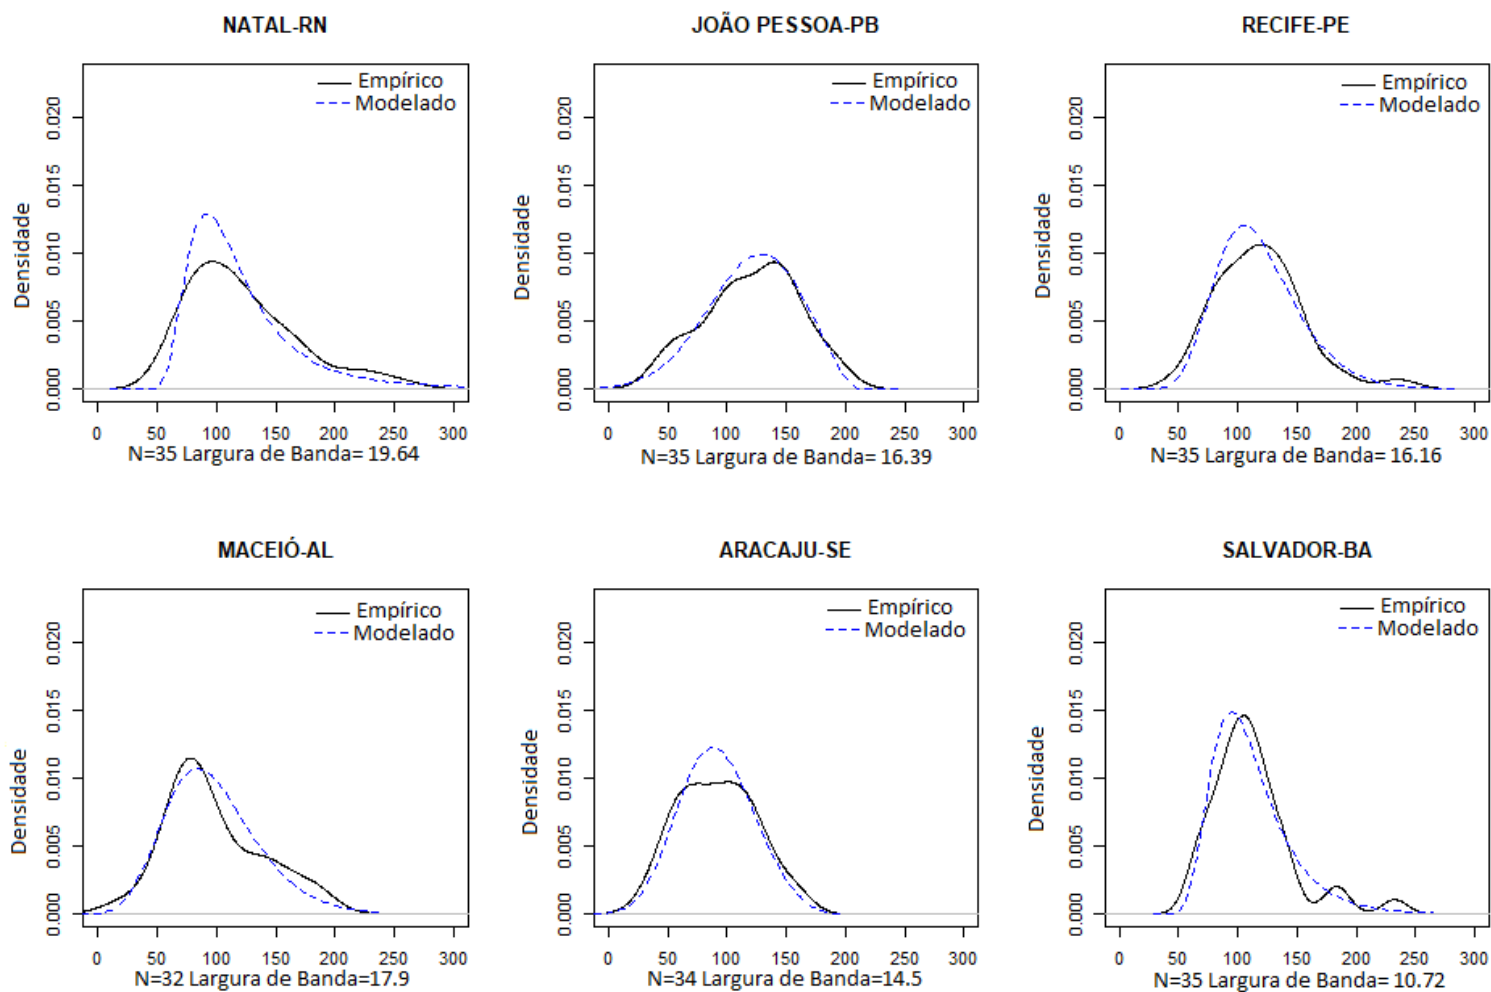 NATAL-RN
Empírico
Modelado
Densidade
0.020
0.015
0.010
0.005
0.000
0 50 100 150 200 250 300
N=35 Largura de Banda= 19.64
JOÃO PESSOA-PB
Empírico
Modelado
Densidade
0.020
0.015
0.010
0.005
0.000
0 50 100 150 200 250 300
N=35 Largura de Banda= 16.39
RECIFE-PE
Empírico
Modelado
Densidade
0.020
0.015
0.010
0.005
0.000
0 50 100 150 200 250 300
N=35 Largura de Banda= 16.16
MACEIÓ-AL
Empírico
Modelado
Densidade
0.020
0.015
0.010
0.005
0.000
0 50 100 150 200 250 300
N=32 Largura de Banda=17.9
ARACAJU-SE
Empírico
Modelado
Densidade
0.020
0.015
0.010
0.005
0.000
0 50 100 150 200 250 300
N=34 Largura de Banda=14.5
SALVADOR-BA
Empírico
Modelado
Densidade
0.020
0.015
0.010
0.005
0.000
0 50 100 150 200 250 300
N=35 Largura de Banda= 10.72